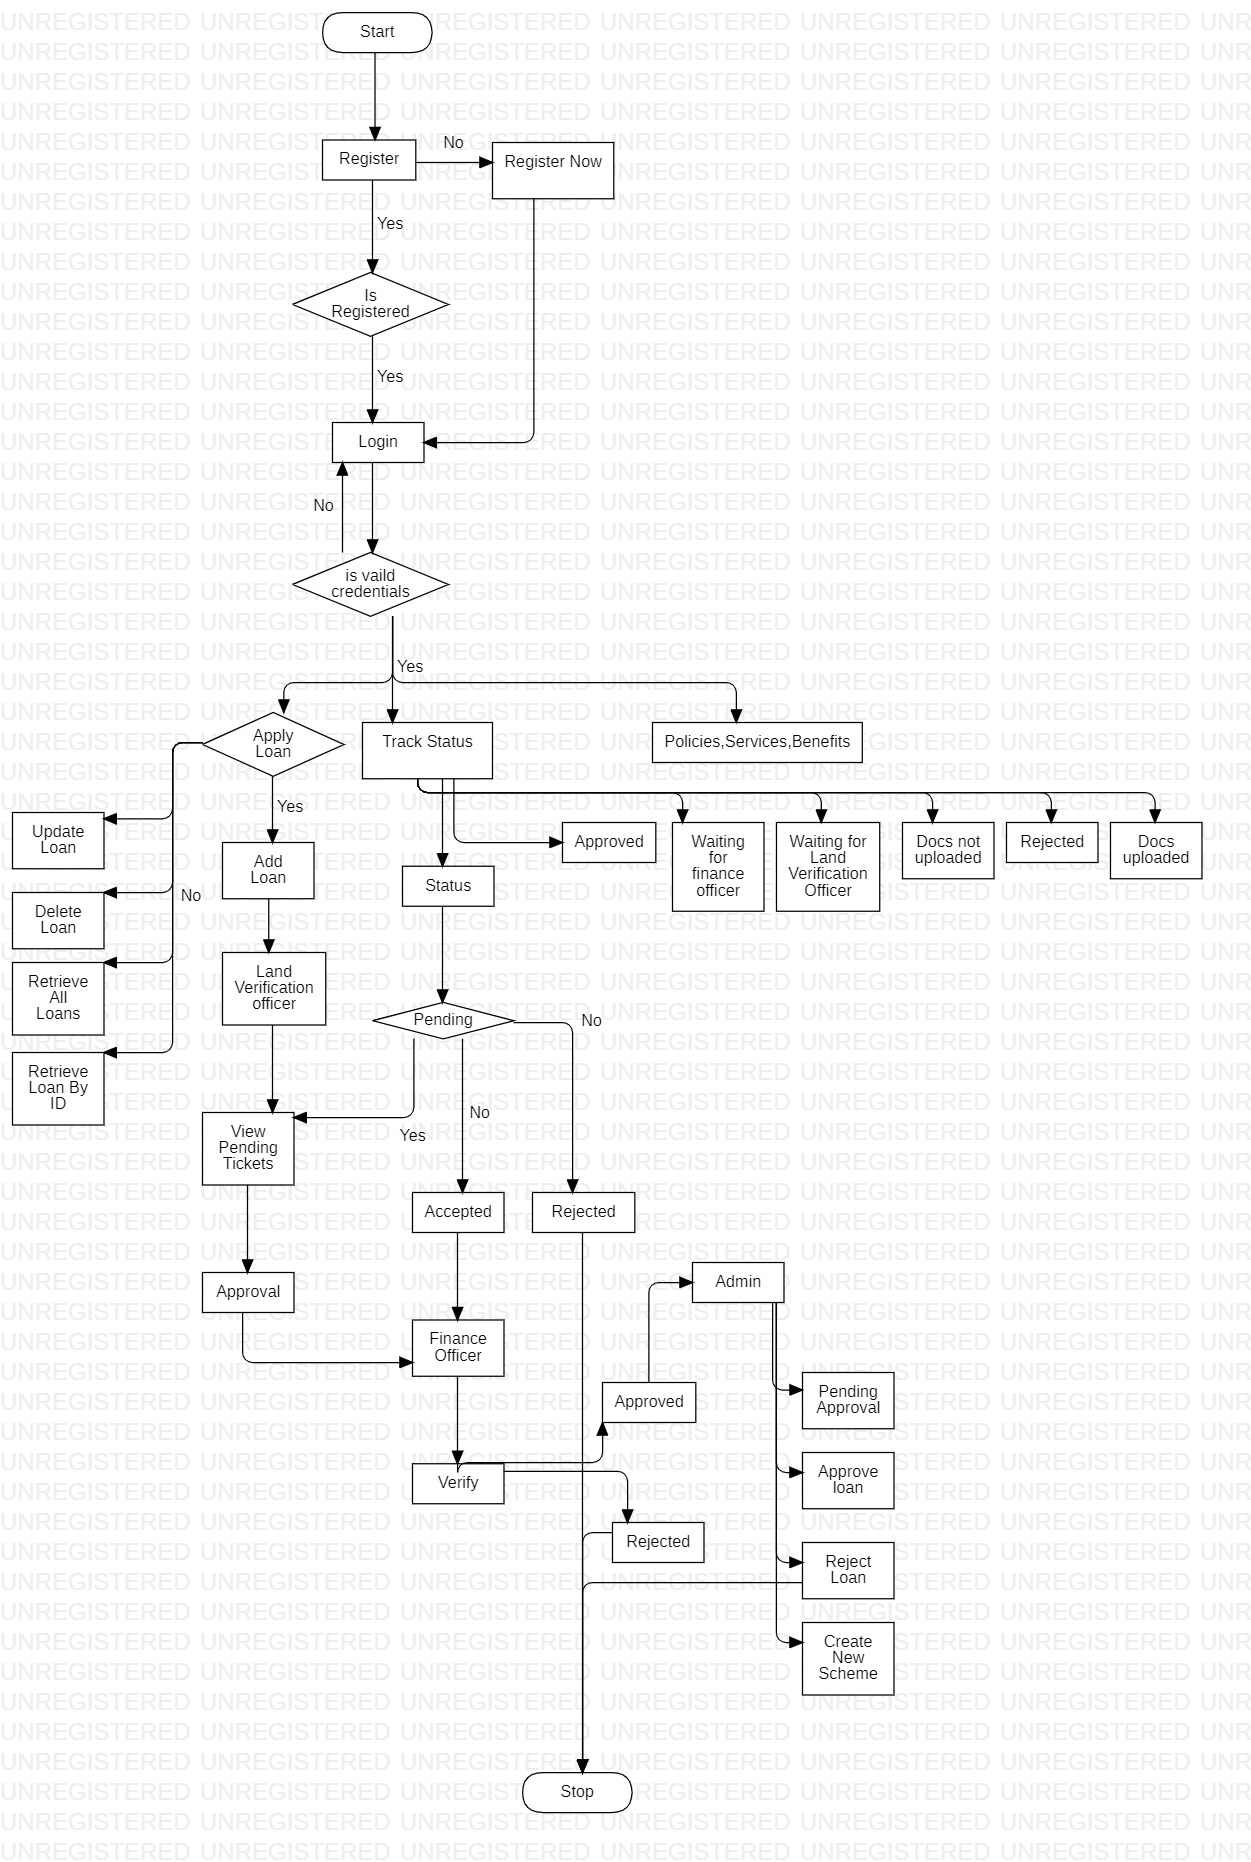 Start
Register
No
Register Now
Yes
Is
Registered
Yes
Login
No
is vaild
credentials
Yes
Apply
Loan
Track Status
Policies,Services,Benefits
Yes
Update
Loan
Add
Loan
Approved
Waiting
for
finance
officer
Waiting for
Land
Verification
Officer
Docs not
uploaded
Rejected
Docs
uploaded
Status
No
Delete
Loan
Retrieve
All
Loans
Land
Verification
officer
Pending
No
Retrieve
Loan By
ID
Yes
No
View
Pending
Tickets
Accepted
Rejected
Approval
Admin
Finance
Officer
Approved
Pending
Approval
Verify
Approve
loan
Rejected
Reject
Loan
Create
New
Scheme
Stop
UNREGISTERED